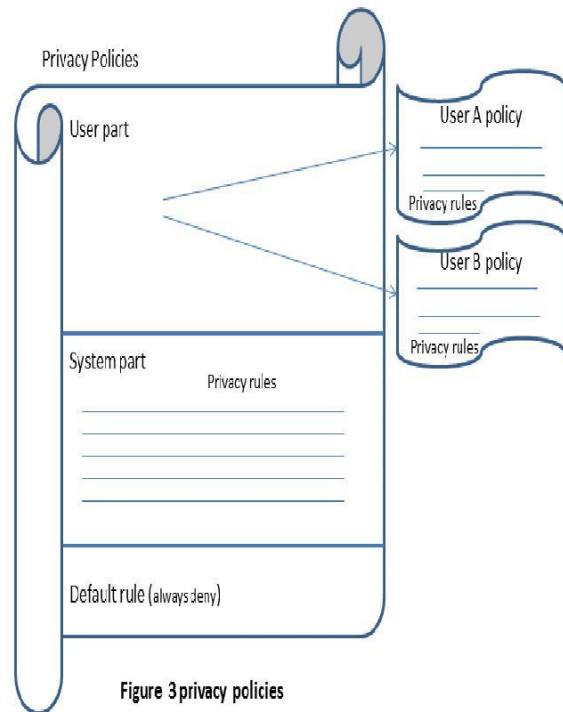 Privacy Policies
User part
User A policy
Privacy rules
User B policy
Privacy rules
System part
Privacy rules
Default rule (always deny)
Figure 3 privacy policies